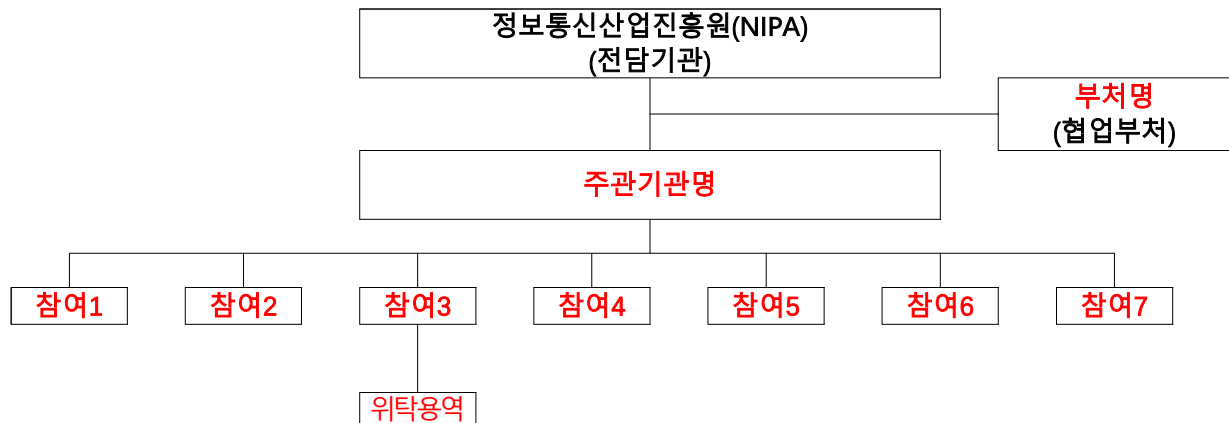 정보통신산업진흥원(NIPA)
(전담기관)
부처명
(협업부처)
주관기관명
참여1
참여2
참여3
참여4
참여5
참여6
참여7
위탁용역